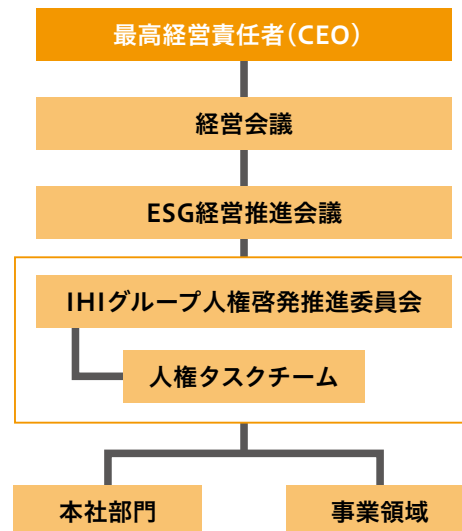 最高経営責任者(CEO)
経営会議
ESG経営推進会議
IHIグループ人権啓発推進委員会
人権タスクチーム
本社部門
事業領域